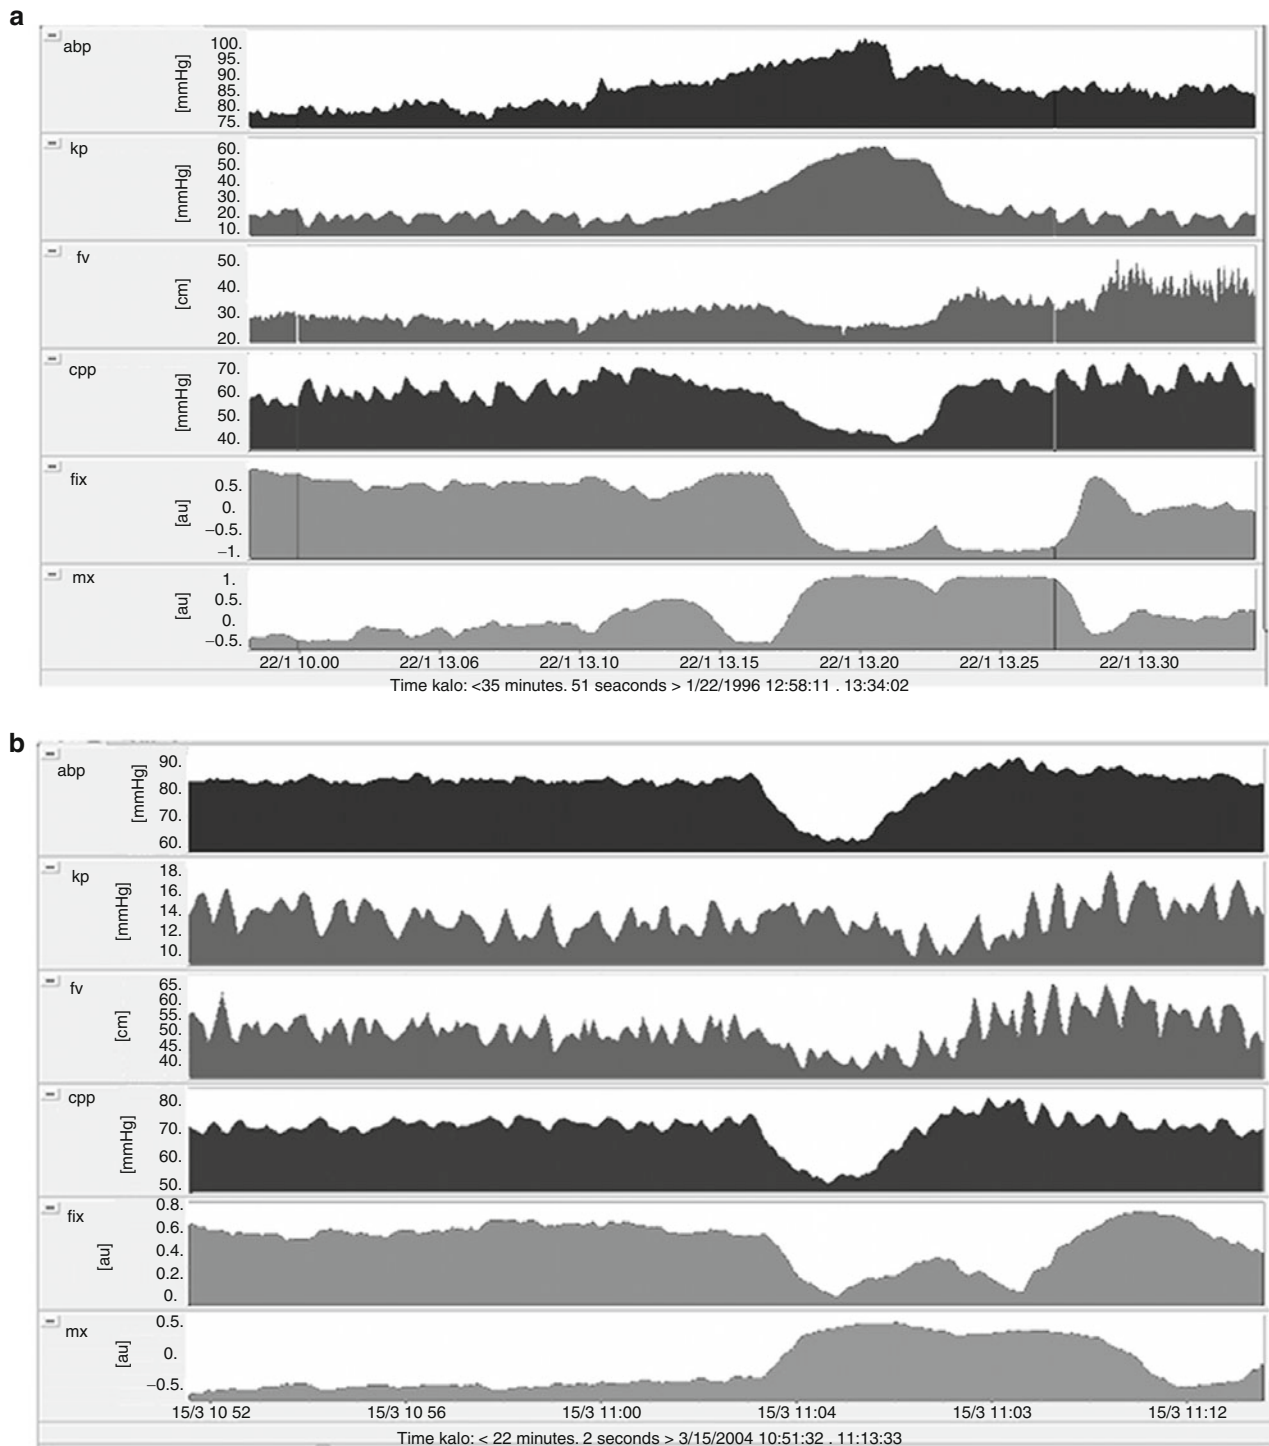 a
abp
[mmHg]
100.
95.
90.
85.
80.
75.
kp
[mmHg]
60.
50.
40.
30.
20.
10.
fv
[cm]
50.
40.
30.
20.
cpp
[mmHg]
70.
60.
50.
40.
fix
[au]
0.5.
0.
−0.5.
−1.
mx
[au]
1.
0.5.
0.
−0.5.
22/1 10.00 22/1 13.06 22/1 13.10 22/1 13.15 22/1 13.20 22/1 13.25 22/1 13.30
Time kalo: <35 minutes. 51 seaconds > 1/22/1996 12:58:11 . 13:34:02
b
abp
[mmHg]
90.
80.
70.
60.
kp
[mmHg]
18.
16.
14.
12.
10.
fv
[cm]
65.
60.
55.
50.
45.
40.
cpp
[mmHg]
80.
70.
60.
50.
fix
[au]
0.8.
0.6.
0.4.
0.2.
0.
mx
[au]
0.5.
0.
−0.5.
15/3 10 52 15/3 10 56 15/3 11:00 15/3 11:04 15/3 11:03 15/3 11:12
Time kalo: < 22 minutes. 2 seconds > 3/15/2004 10:51:32 . 11:13:33